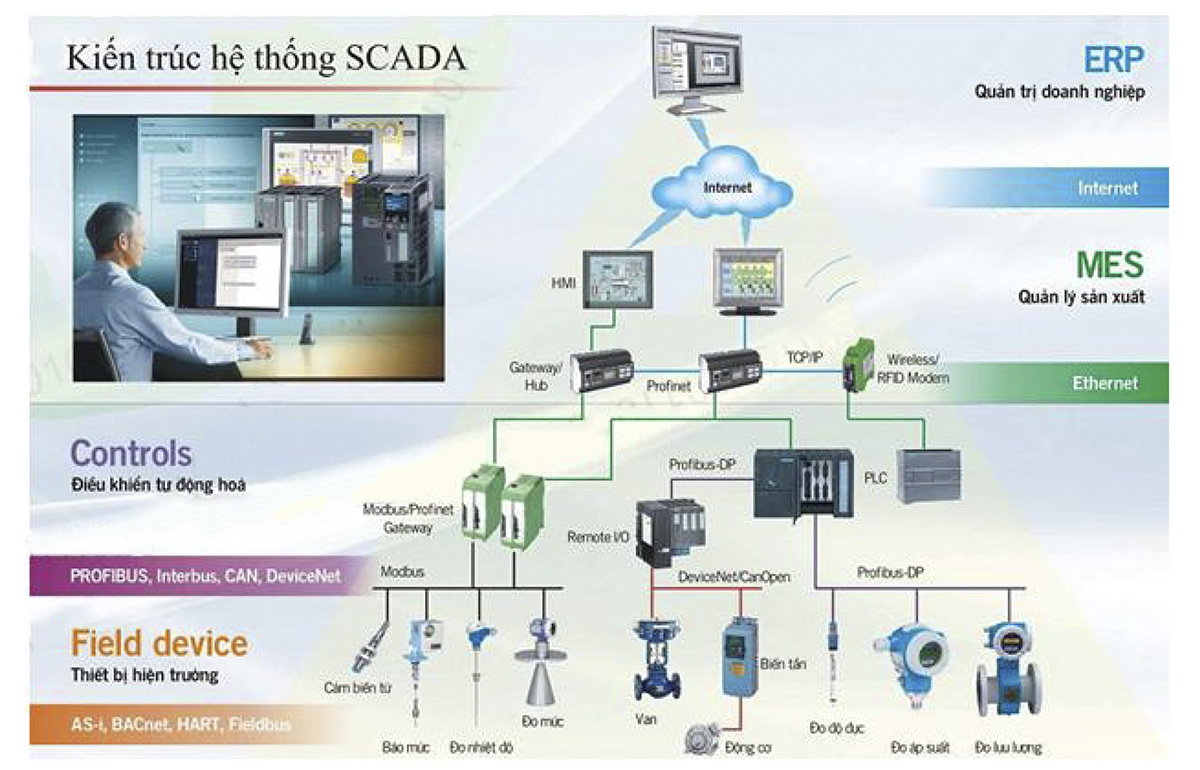 Kiến trúc hệ thống SCADA
ERP
Quản trị doanh nghiệp
Internet
Internet
MES
Quản lý sản xuất
HMI
Gateway/
Hub
Profinet
TCP/IP
Wireless/
RFID Modem
Ethernet
Controls
Điều khiển tự động hoá
Profibus-DP
PLC
Modbus/Profinet
Gateway
Remote I/O
PROFIBUS, Interbus, CAN, DeviceNet
Modbus
DeviceNet/CanOpen
Profibus-DP
Field device
Thiết bị hiện trường
AS-i, BACnet, HART, Fieldbus
Cảm biến từ
Báo mức
Đo nhiệt độ
Đo mức
Van
Biến tần
Động cơ
Đo độ đục
Đo áp suất
Đo lưu lượng